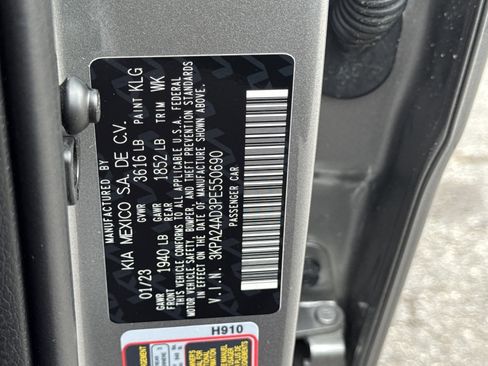 MANUFACTURED BY
KIA MEXICO S.A. DE C.V.
01/23 GVWR 3616 LB PAINT KLG
GAWR FRONT 1940 LB GAWR REAR 1852 LB TRIM WK
THIS VEHICLE CONFORMS TO ALL APPLICABLE U.S.A. FEDERAL
MOTOR VEHICLE SAFETY, BUMPER, AND THEFT PREVENTION STANDARDS
IN EFFECT ON THE DATE OF MANUFACTURE SHOWN ABOVE.
V.I.N. 3KPA24AD3PE550690
PASSENGER CAR
H910